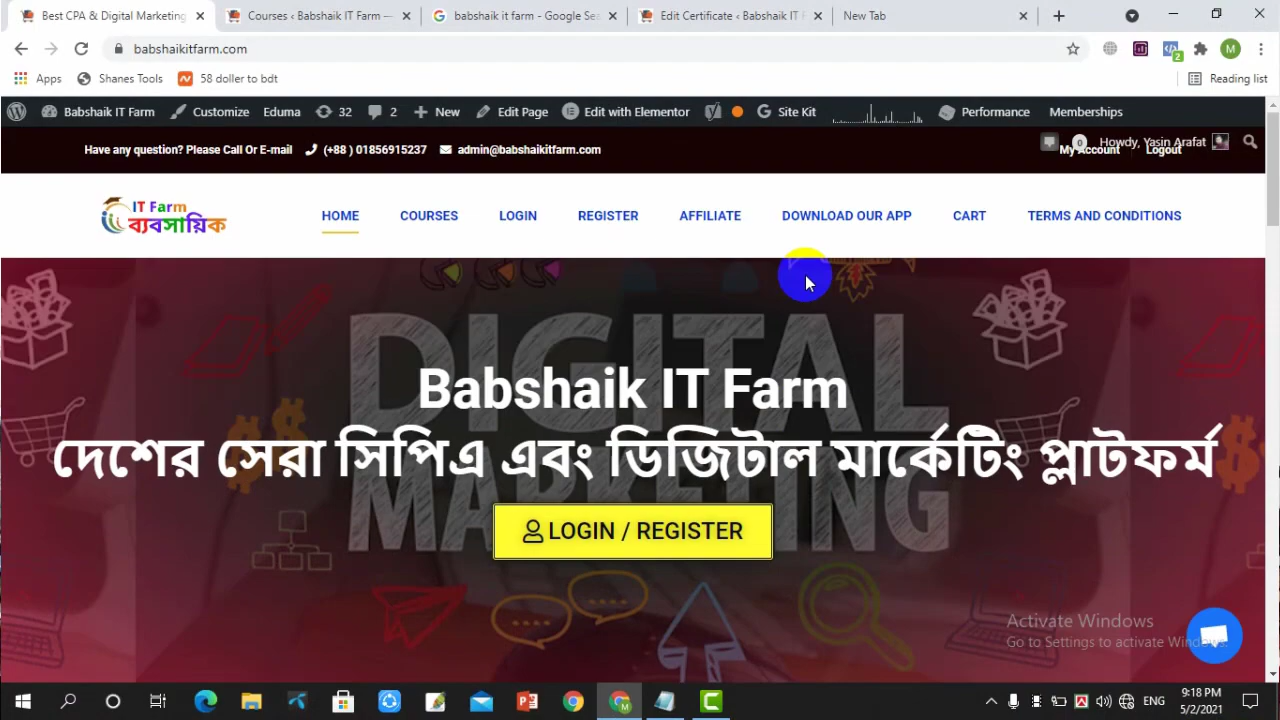 Best CPA & Digital Marketing
Courses ‹ Babshaik IT Farm —
babshaik it farm - Google Sea
Edit Certificate ‹ Babshaik IT F
New Tab
babshaikitfarm.com
M
Apps
Shanes Tools
58 doller to bdt
Reading list
Babshaik IT Farm
Customize
Eduma
32
2
New
Edit Page
Edit with Elementor
Site Kit
Performance
Memberships
Have any question? Please Call Or E-mail
(+88 ) 01856915237
admin@babshaikitfarm.com
0
Howdy, Yasin Arafat
My Account
Logout
IT Farm
ব্যবসায়িক
HOME
COURSES
LOGIN
REGISTER
AFFILIATE
DOWNLOAD OUR APP
CART
TERMS AND CONDITIONS
DIGITAL
Babshaik IT Farm
দেশের সেরা সিপিএ এবং ডিজিটাল মার্কেটিং প্লাটফর্ম
MARKETING
LOGIN / REGISTER
Activate Windows
Go to Settings to activate Windows.
ENG
9:18 PM
5/2/2021